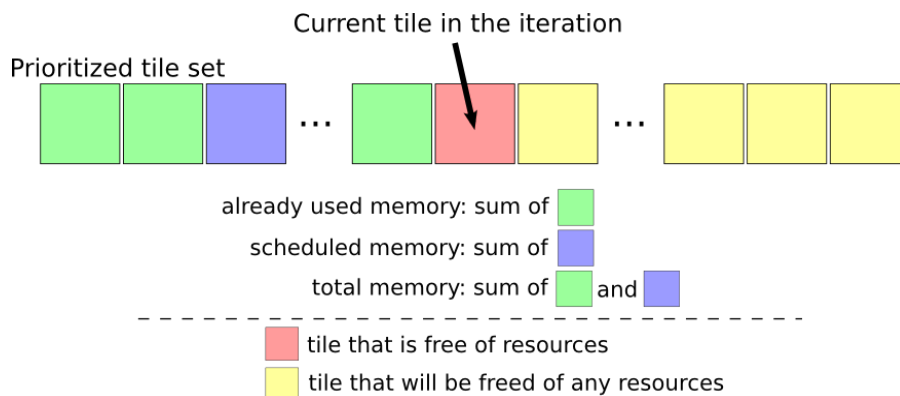 Current tile in the iteration
Prioritized tile set
... ...
already used memory: sum of
scheduled memory: sum of
total memory: sum of and
tile that is free of resources
tile that will be freed of any resources